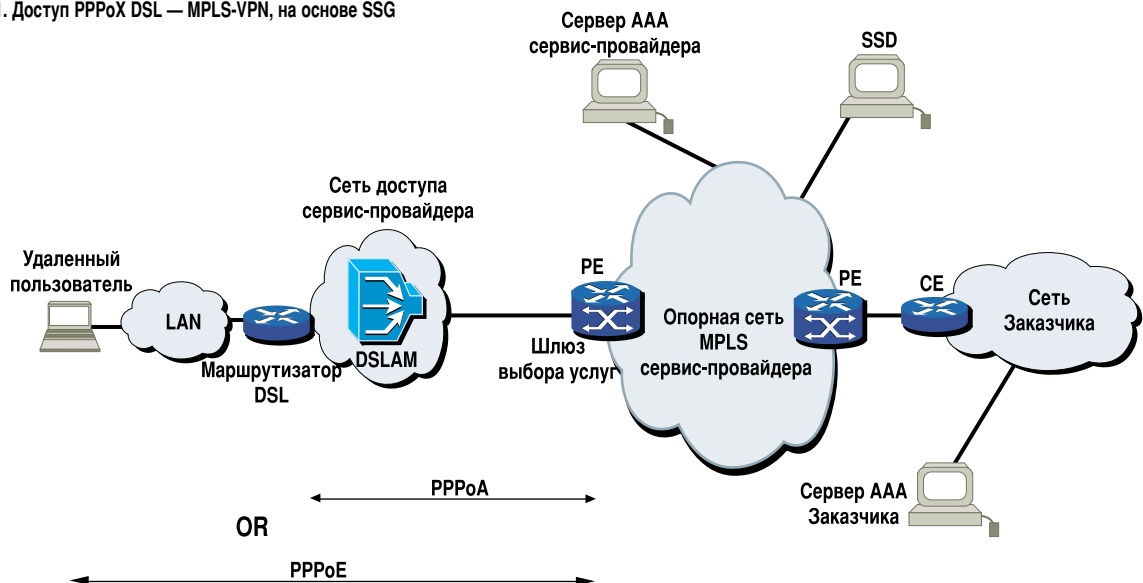 1. Доступ PPPoX DSL — MPLS-VPN, на основе SSG
Сервер AAA
сервис-провайдера
SSD
Сеть доступа
сервис-провайдера
Удаленный
пользователь
LAN
Маршрутизатор
DSL
DSLAM
PE
Шлюз
выбора услуг
Опорная сеть
MPLS
сервис-провайдера
PE
CE
Сеть
Заказчика
Сервер AAA
Заказчика
PPPoA
OR
PPPoE